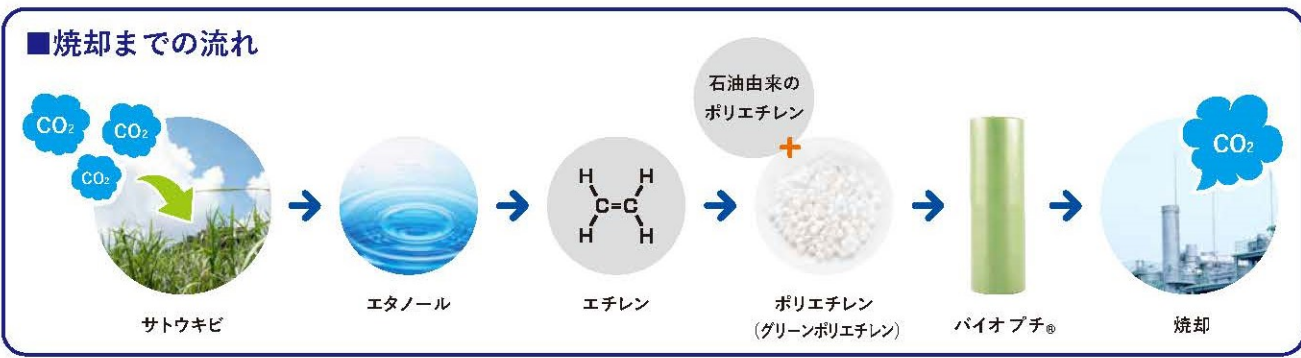 ■焼却までの流れ
CO₂
CO₂
CO₂
サトウキビ
エタノール
H H
C=C
H H
エチレン
石油由来の
ポリエチレン
+
ポリエチレン
(グリーンポリエチレン)
バイオプチ®
CO₂
焼却